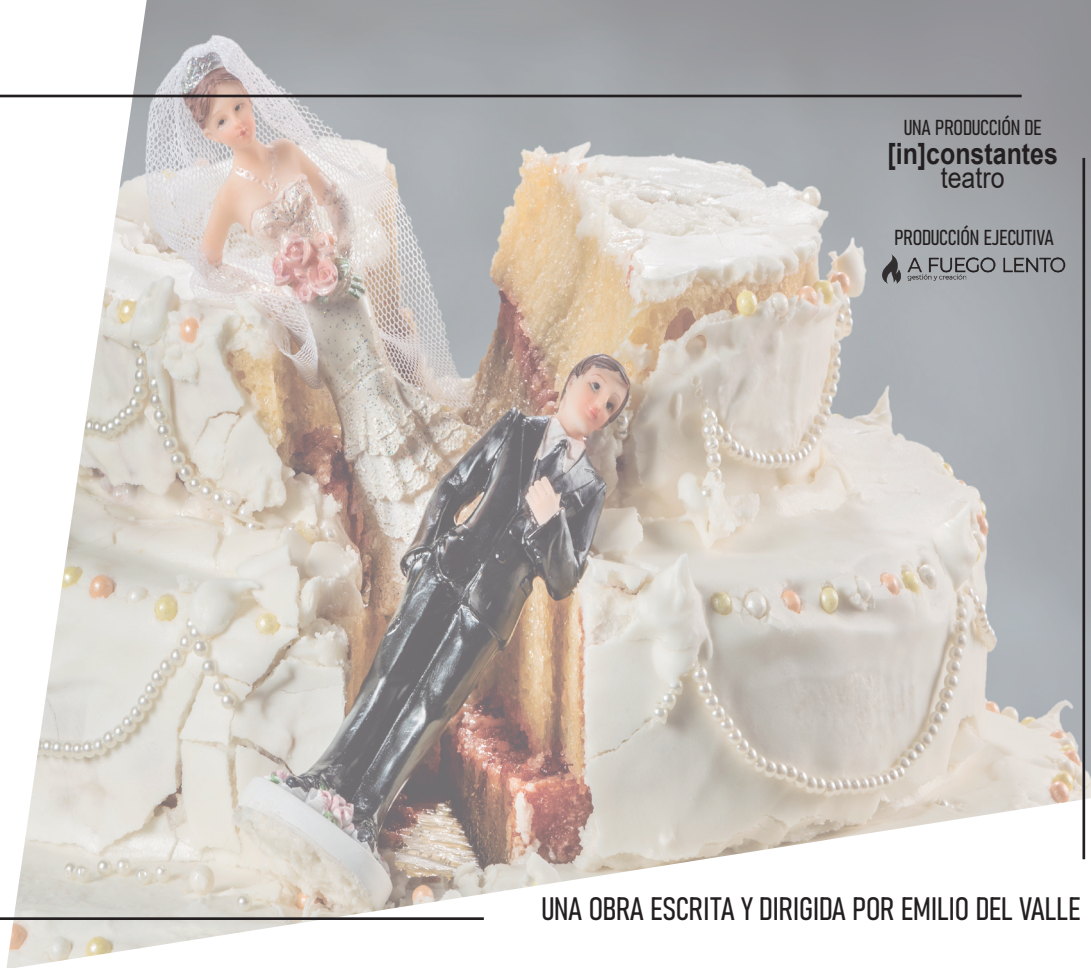 UNA PRODUCCIÓN DE
[in]constantes
teatro
PRODUCCIÓN EJECUTIVA
A FUEGO LENTO
gestión y creación
UNA OBRA ESCRITA Y DIRIGIDA POR EMILIO DEL VALLE